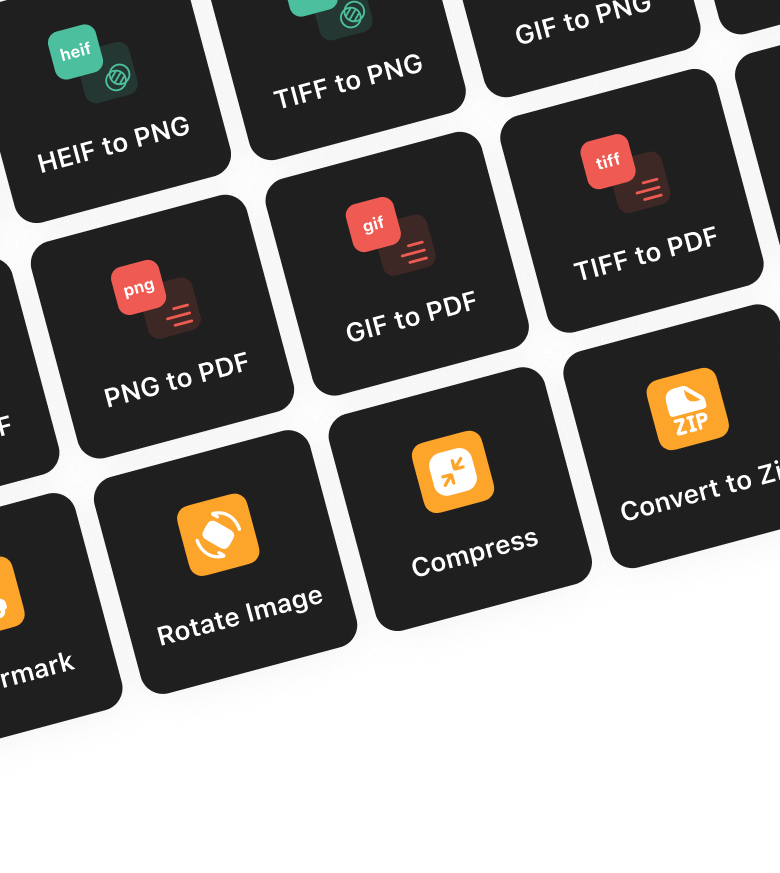 heif
HEIF to PNG
TIFF to PNG
GIF to PNG
png
PNG to PDF
gif
GIF to PDF
tiff
TIFF to PDF
rmark
Rotate Image
Compress
ZIP
Convert to Zi